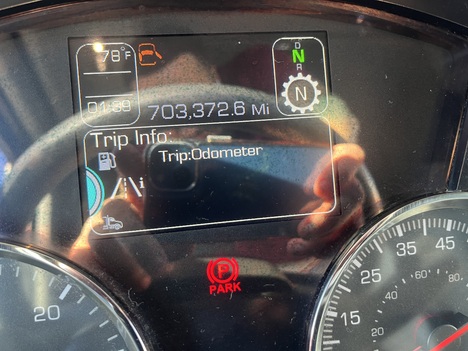 78°F
D
N
R
01:39
703,372.6 Mi
N
Trip Info:
Trip:Odometer
P
PARK
20
15
25
35
45
20
40
60
80